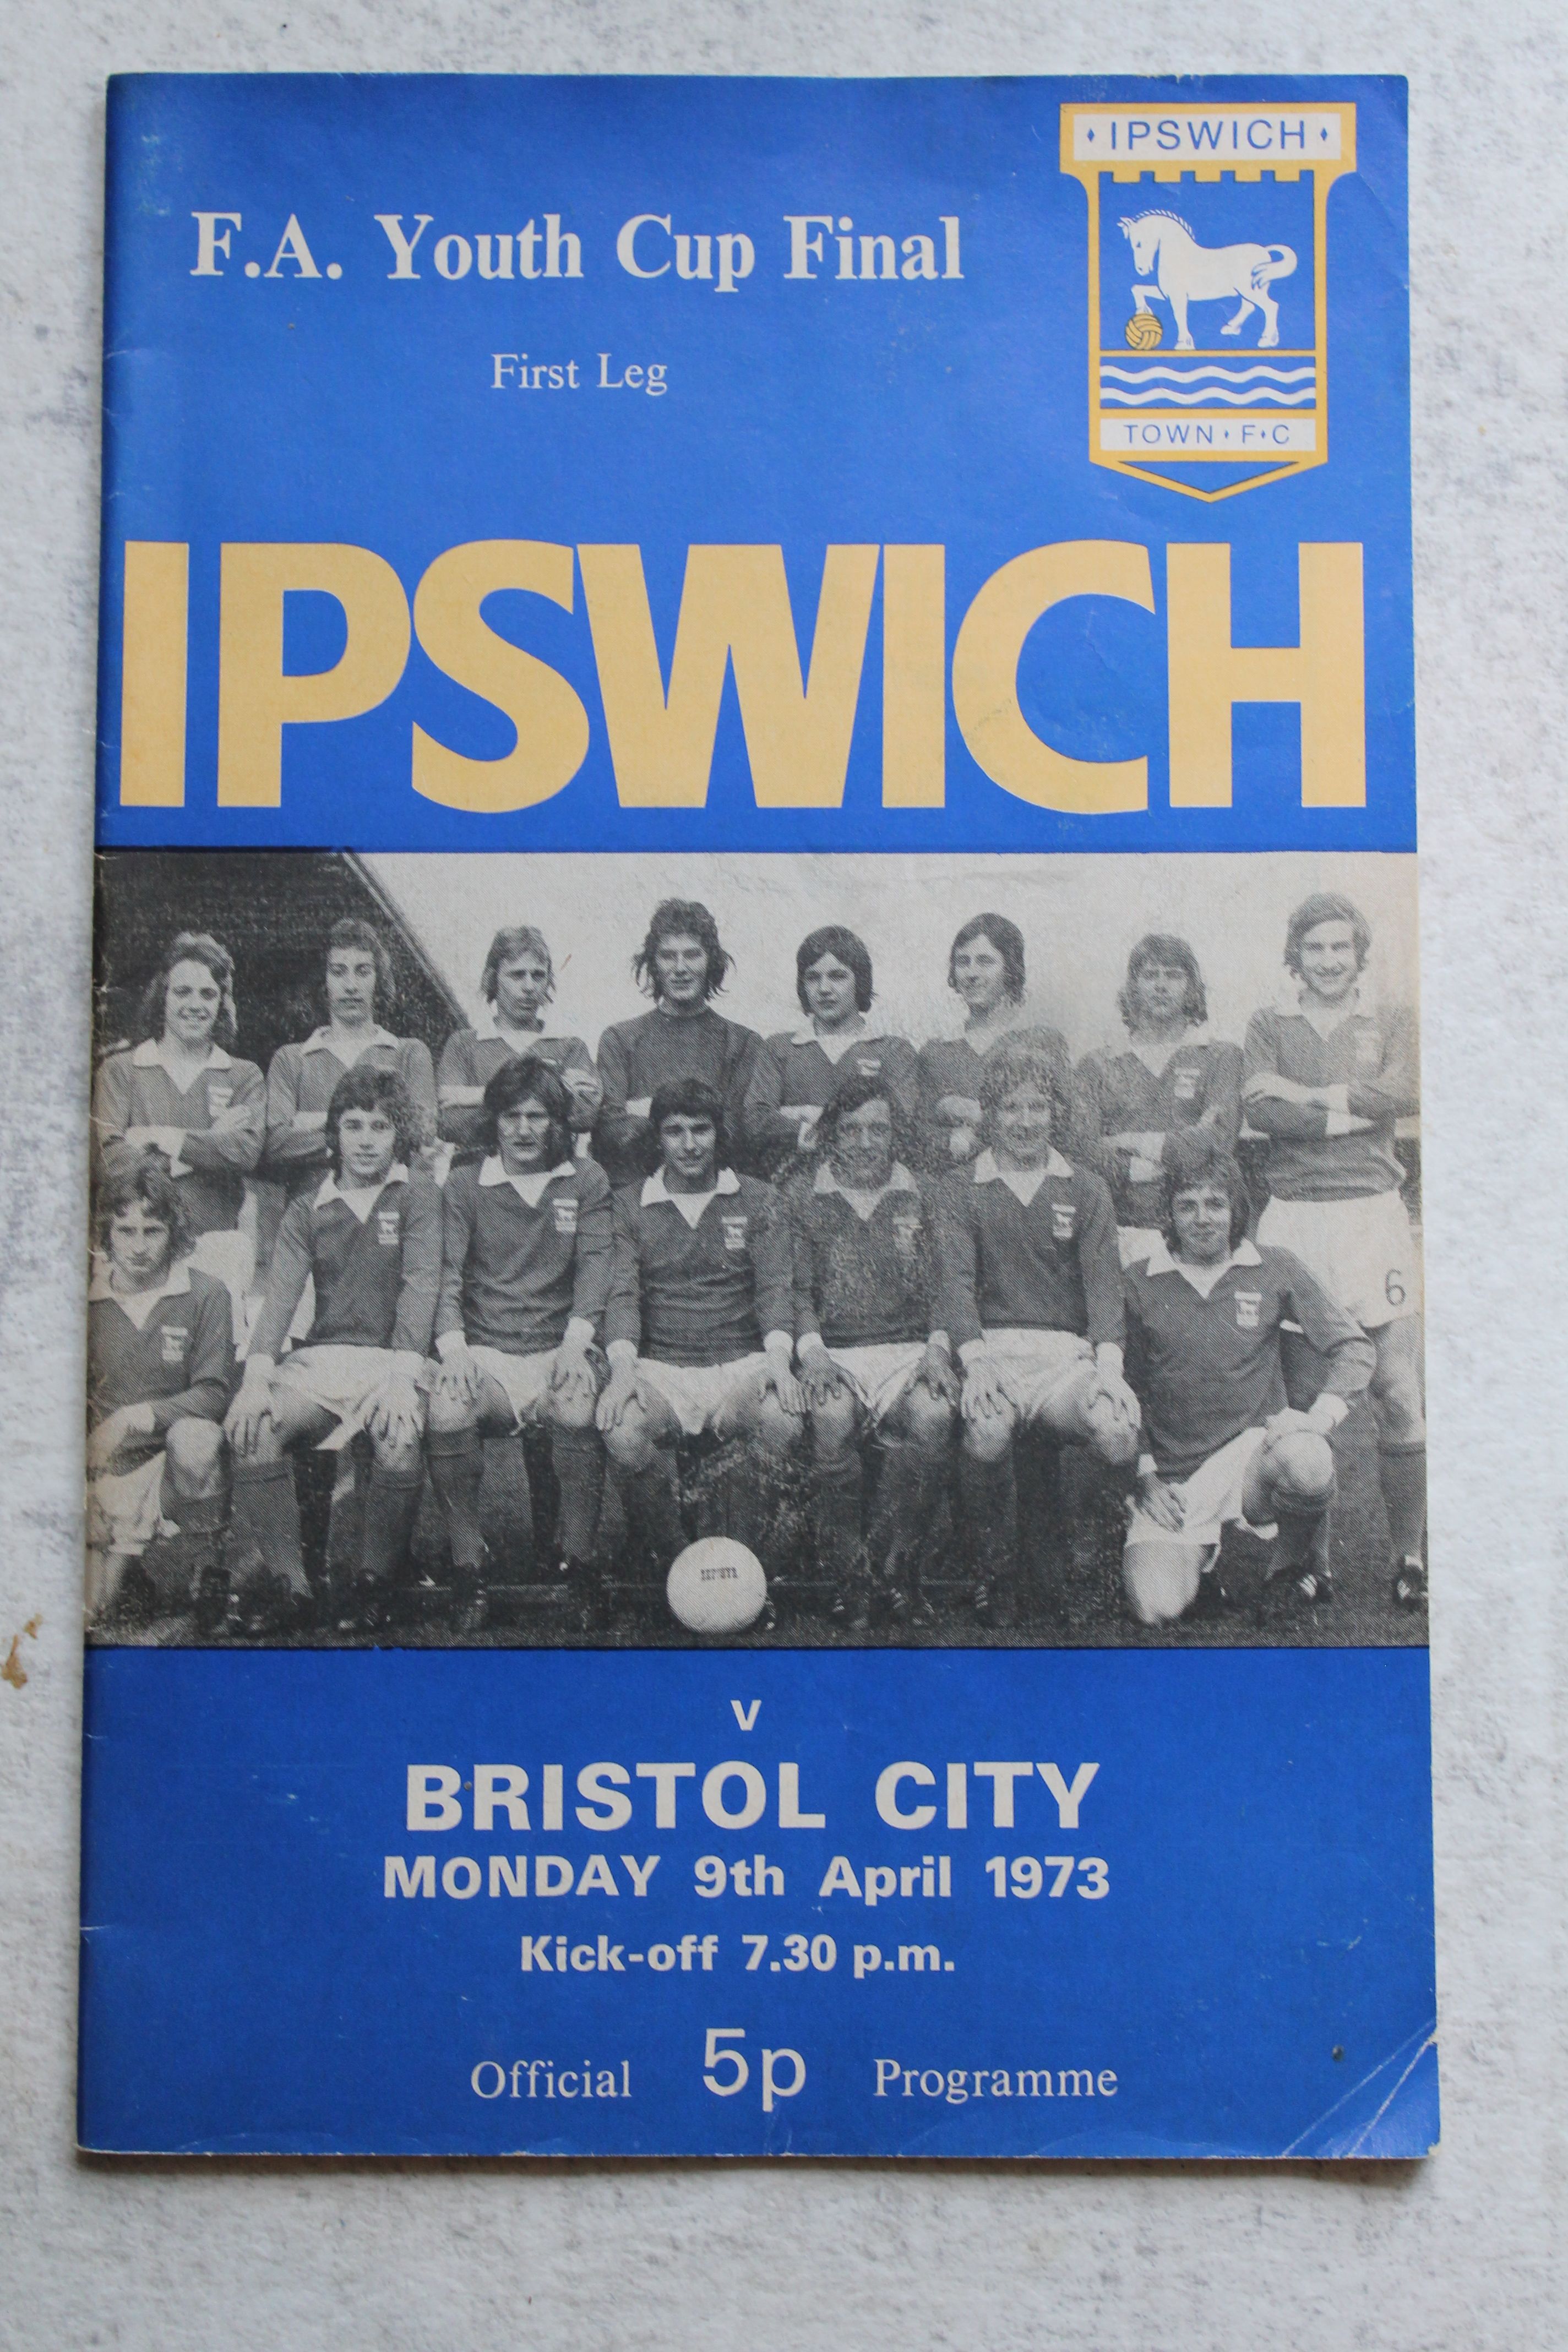 F.A. Youth Cup Final
First Leg
IPSWICH
TOWN F C
IPSWICH
6
v
BRISTOL CITY
MONDAY 9th April 1973
Kick-off 7.30 p.m.
Official 5p Programme